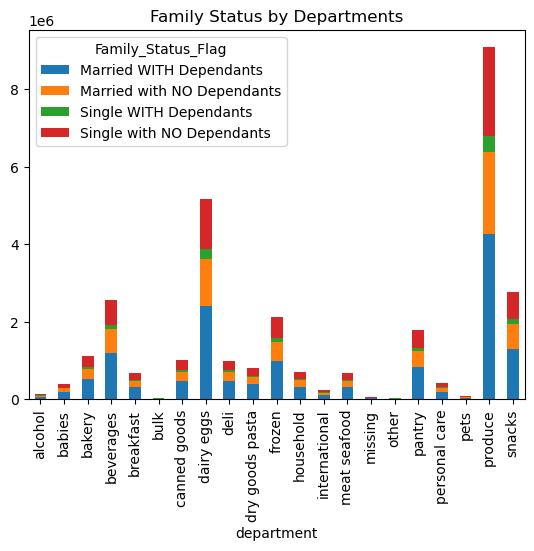 Family Status by Departments
1e6
Family_Status_Flag
Married WITH Dependants
Married with NO Dependants
Single WITH Dependants
Single with NO Dependants
8
6
4
2
0
alcohol
babies
bakery
beverages
breakfast
bulk
canned goods
dairy eggs
deli
dry goods pasta
frozen
household
international
meat seafood
missing
other
pantry
personal care
pets
produce
snacks
department